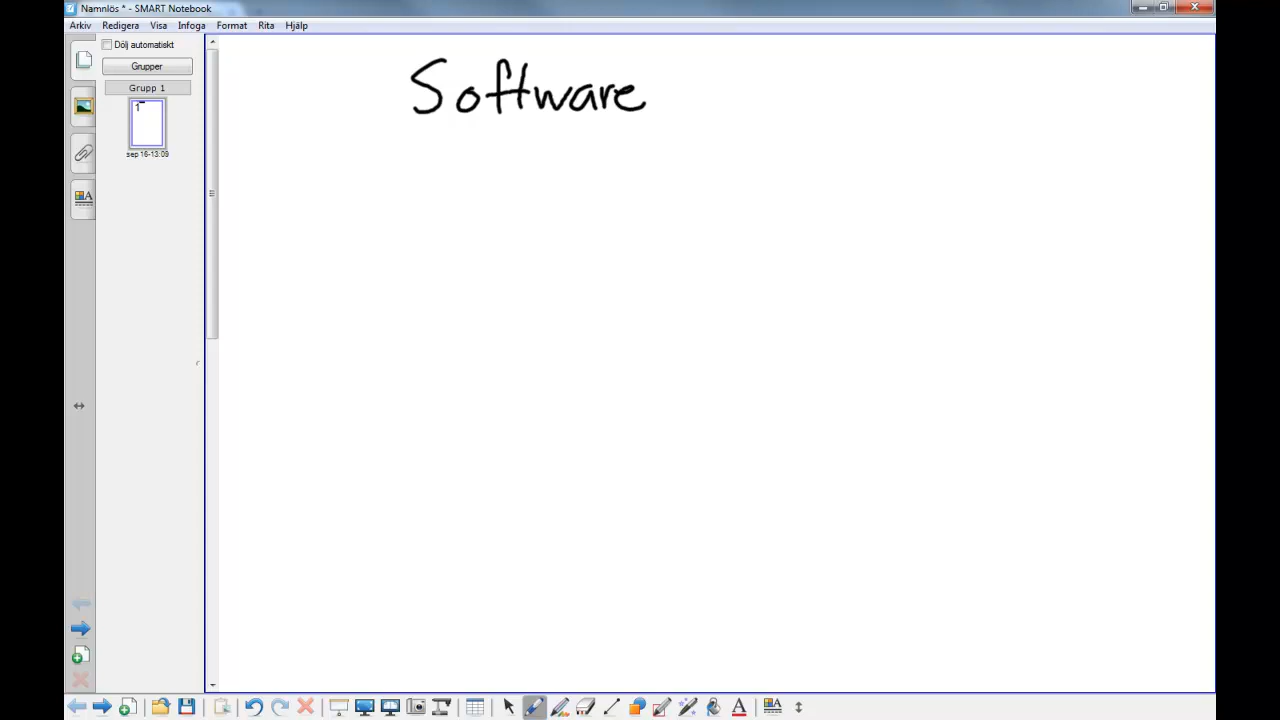 Namnlös * - SMART Notebook
Arkiv Redigera Visa Infoga Format Rita Hjälp
Dölj automatiskt
Grupper
Grupp 1
1
sep 16-13:09
Software